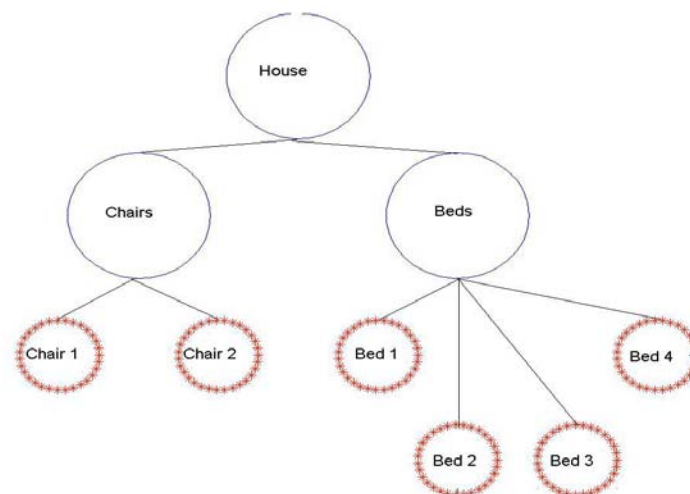 House
Chairs
Beds
Chair 1
Chair 2
Bed 1
Bed 4
Bed 2
Bed 3